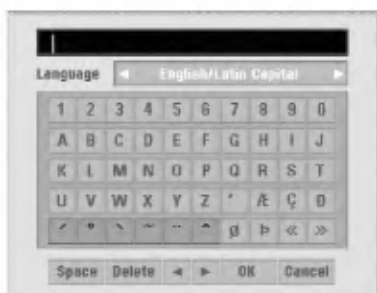 Language ◄ English/Latin Capital ►
1 2 3 4 5 6 7 8 9 0
A B C D E F G H I J
K L M N O P Q R S T
U V W X Y Z Æ Ç Ð
Ø Þ « »
Space Delete ◄ ► OK Cancel